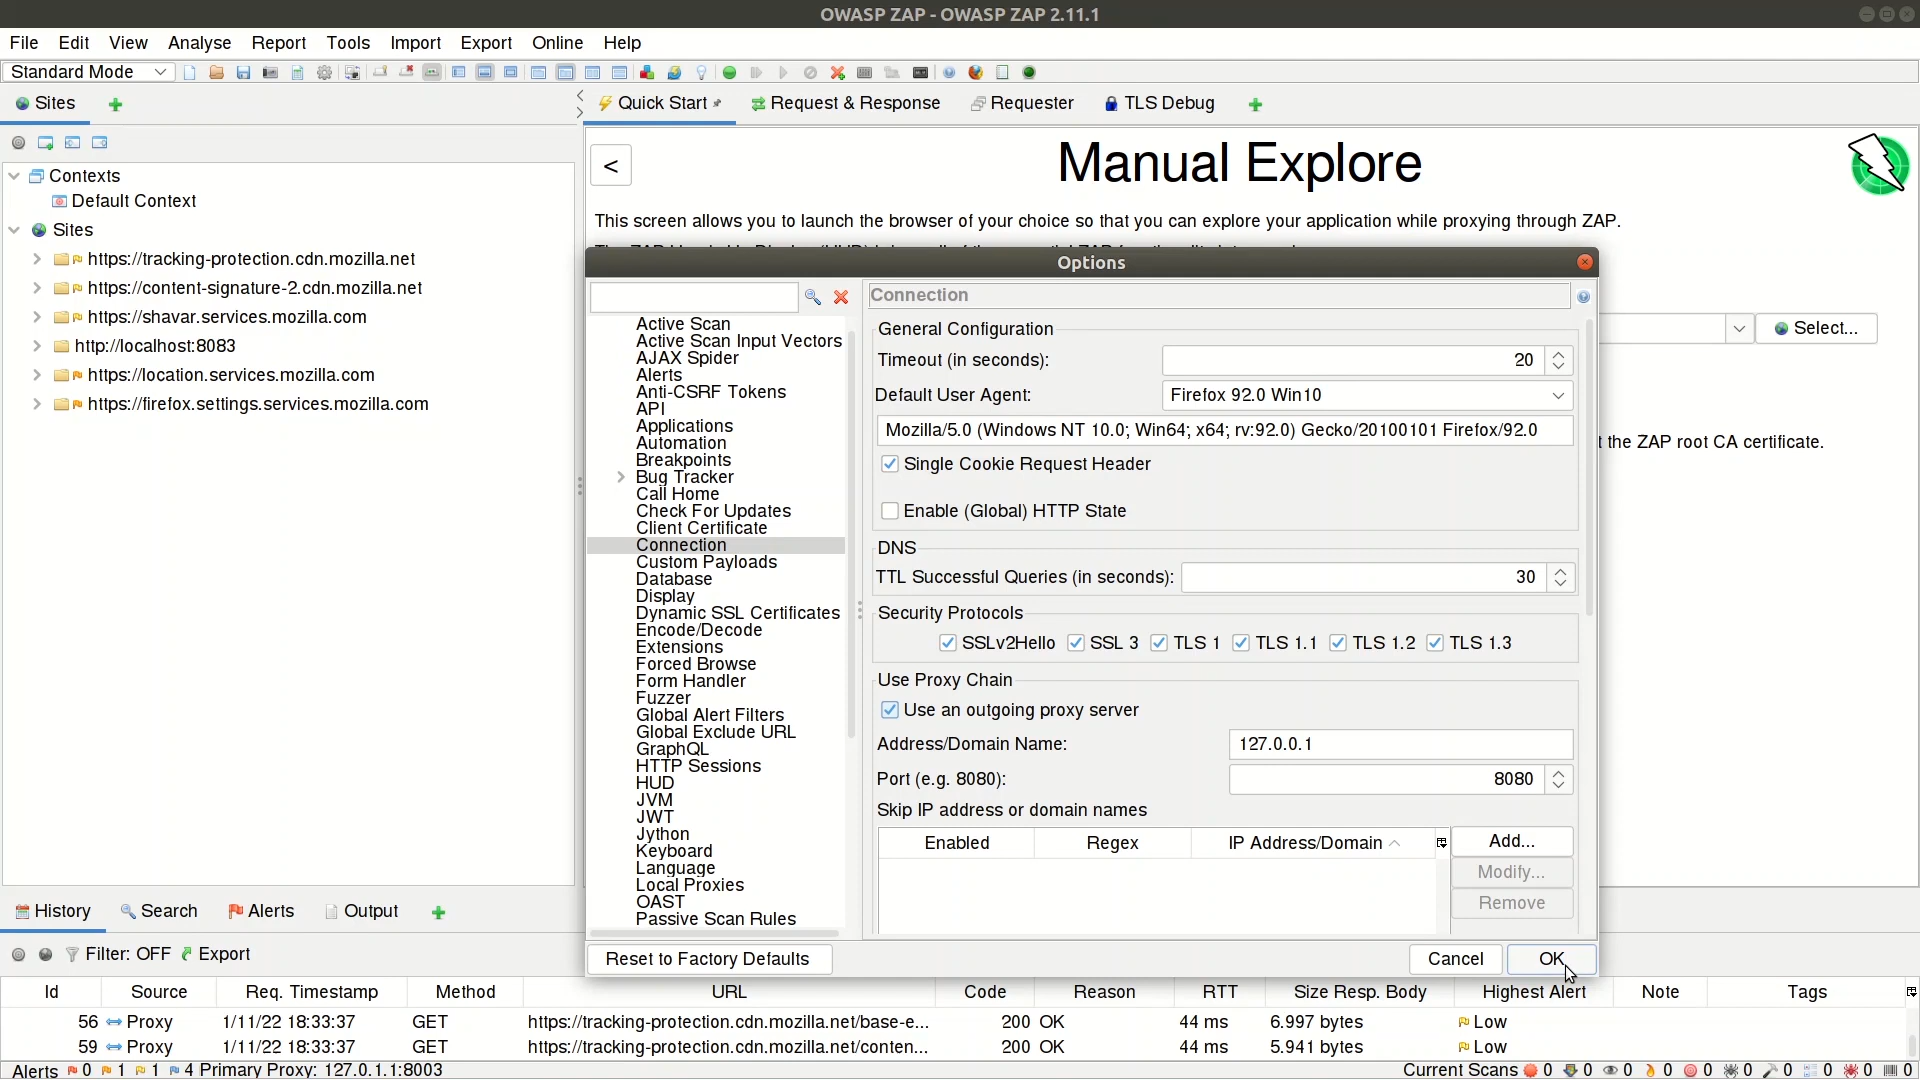 OWASP ZAP - OWASP ZAP 2.11.1
File Edit View Analyse Report Tools Import Export Online Help
Standard Mode
Sites
Quick Start
Request & Response
Requester
TLS Debug
<
Manual Explore
Contexts
Default Context
Sites
https://tracking-protection.cdn.mozilla.net
https://content-signature-2.cdn.mozilla.net
https://shavar.services.mozilla.com
http://localhost:8083
https://location.services.mozilla.com
https://firefox.settings.services.mozilla.com
This screen allows you to launch the browser of your choice so that you can explore your application while proxying through ZAP.
Select...
t the ZAP root CA certificate.
Options
Active Scan
Active Scan Input Vectors
AJAX Spider
Alerts
Anti-CSRF Tokens
API
Applications
Automation
Breakpoints
Bug Tracker
Call Home
Check For Updates
Client Certificate
Connection
Custom Payloads
Database
Display
Dynamic SSL Certificates
Encode/Decode
Extensions
Forced Browse
Form Handler
Fuzzer
Global Alert Filters
Global Exclude URL
GraphQL
HTTP Sessions
HUD
JVM
JWT
Jython
Keyboard
Language
Local Proxies
OAST
Passive Scan Rules
Connection
General Configuration
Timeout (in seconds): 20
Default User Agent: Firefox 92.0 Win10
Mozilla/5.0 (Windows NT 10.0; Win64; x64; rv:92.0) Gecko/20100101 Firefox/92.0
Single Cookie Request Header
Enable (Global) HTTP State
DNS
TTL Successful Queries (in seconds): 30
Security Protocols
SSLv2Hello SSL 3 TLS 1 TLS 1.1 TLS 1.2 TLS 1.3
Use Proxy Chain
Use an outgoing proxy server
Address/Domain Name: 127.0.0.1
Port (e.g. 8080): 8080
Skip IP address or domain names
Enabled Regex IP Address/Domain
Add...
Modify...
Remove
Reset to Factory Defaults
Cancel
OK
History Search Alerts Output
Filter: OFF Export
Id Source Req. Timestamp Method URL Code Reason RTT Size Resp. Body Highest Alert Note Tags
56 Proxy 1/11/22 18:33:37 GET https://tracking-protection.cdn.mozilla.net/base-e... 200 OK 44 ms 6.997 bytes Low
59 Proxy 1/11/22 18:33:37 GET https://tracking-protection.cdn.mozilla.net/conten... 200 OK 44 ms 5.941 bytes Low
Alerts 0 1 1 4 Primary Proxy: 127.0.1.1:8003
Current Scans 0 0 0 0 0 0 0 0 0 0